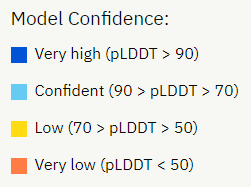 Model Confidence:
Very high (pLDDT > 90)
Confident (90 > pLDDT > 70)
Low (70 > pLDDT > 50)
Very low (pLDDT < 50)